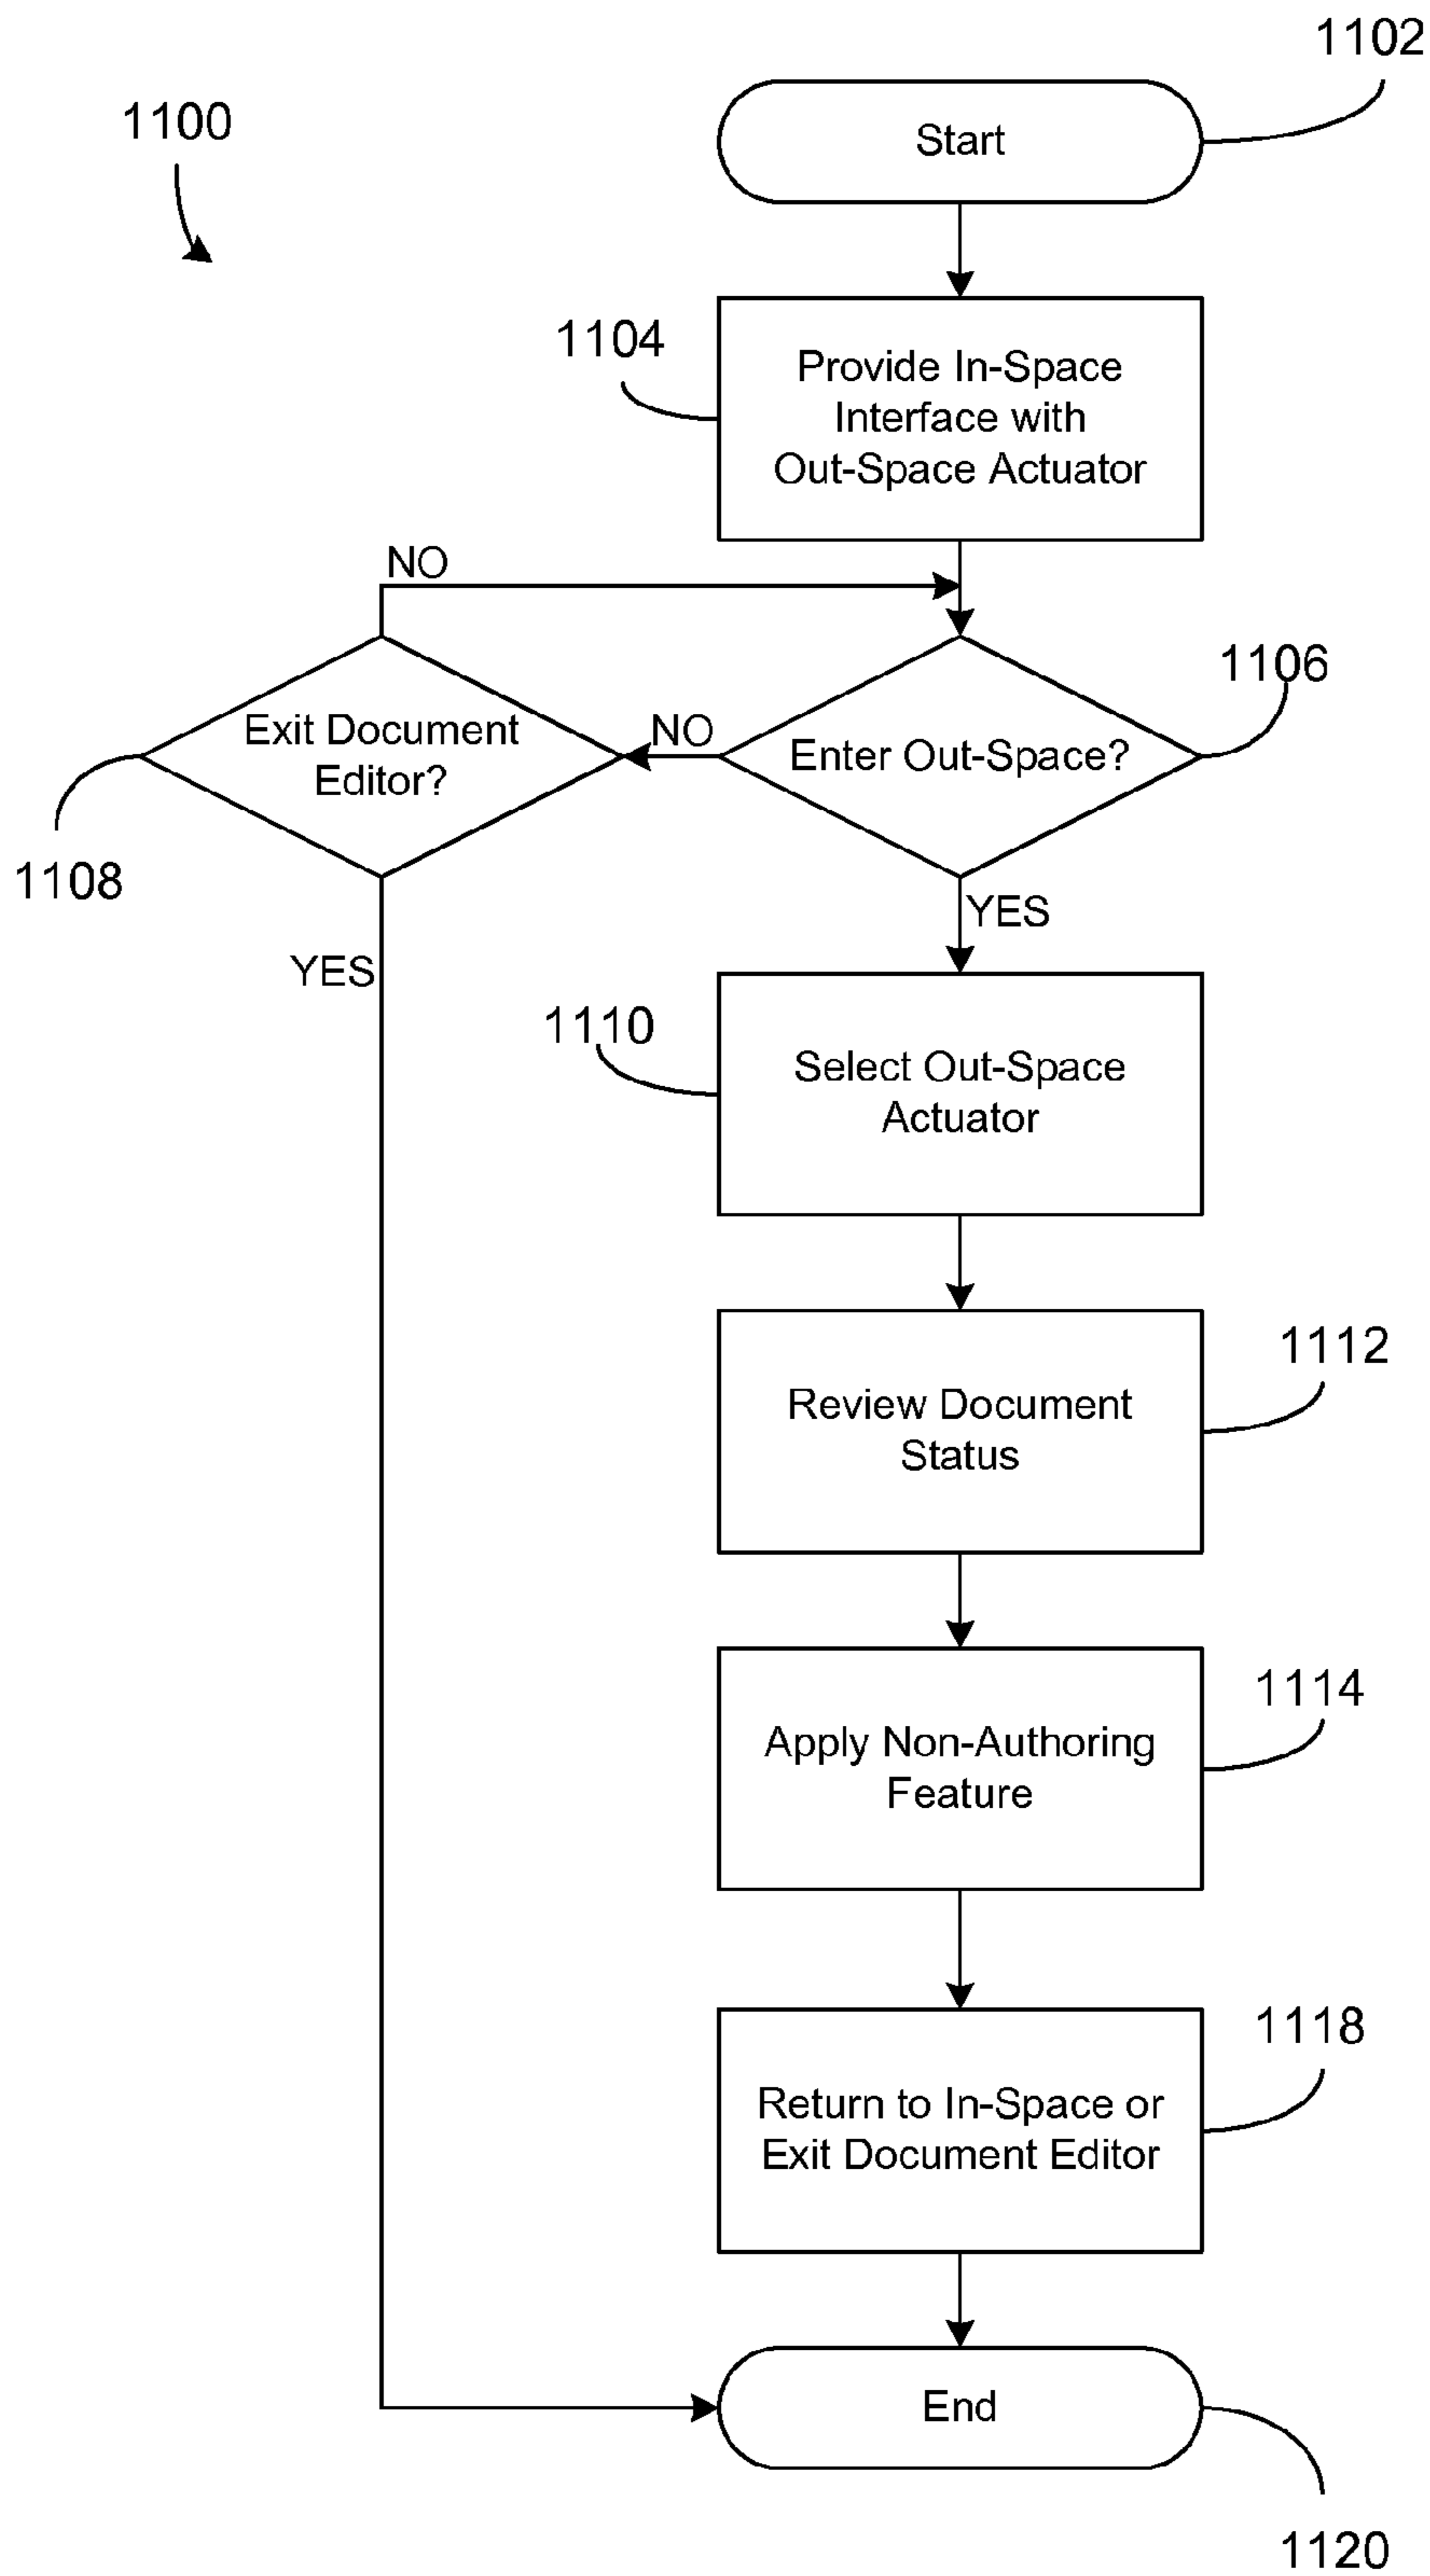 1102
1100
Start
1104
Provide In-Space
Interface with
Out-Space Actuator
NO
1106
Exit Document
Editor?
NO
Enter Out-Space?
1108
YES
YES
1110
Select Out-Space
Actuator
1112
Review Document
Status
1114
Apply Non-Authoring
Feature
1118
Return to In-Space or
Exit Document Editor
End
1120